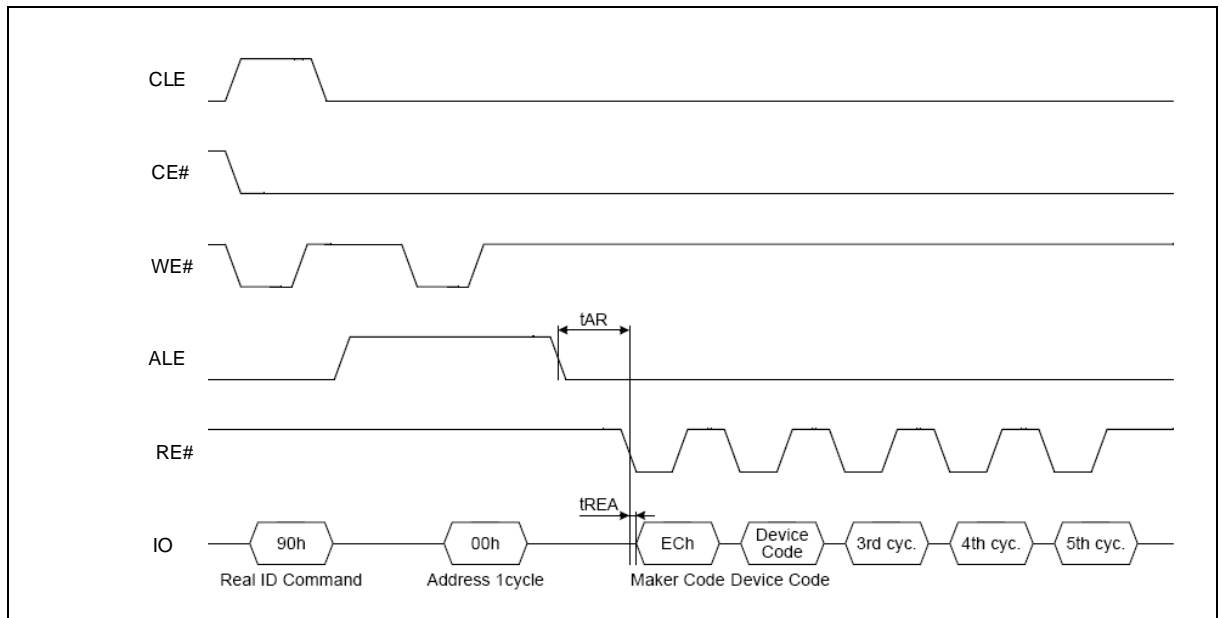 CLE
CE#
WE#
tAR
ALE
RE#
tREA
IO
90h
00h
ECh
Device
Code
3rd cyc.
4th cyc.
5th cyc.
Real ID Command
Address 1cycle
Maker Code Device Code